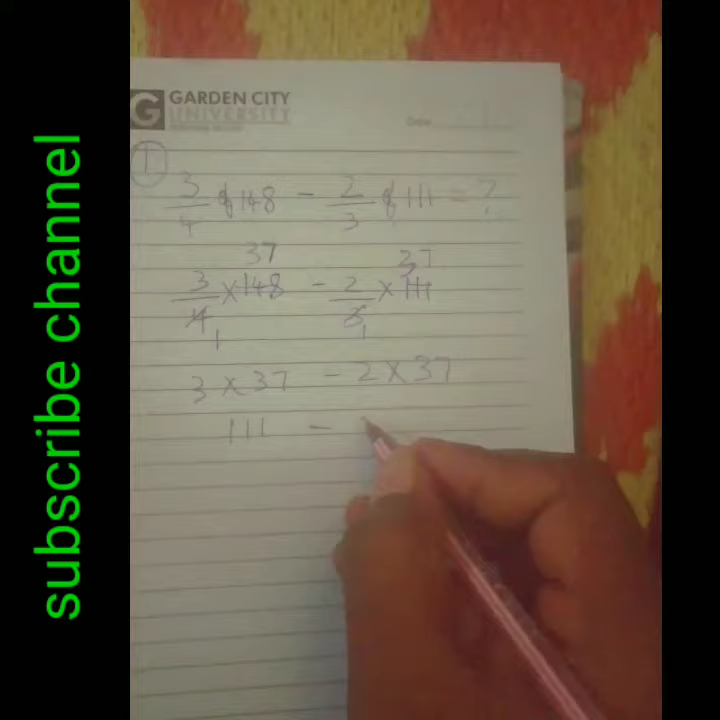 subscribe channel
G GARDEN CITY
UNIVERSITY
Date
1
3/4 of 148 - 2/3 of 111 = ?
37 37
3/4 × 148 - 2/3 × 111
1 1
3 × 37 - 2 × 37
111 -